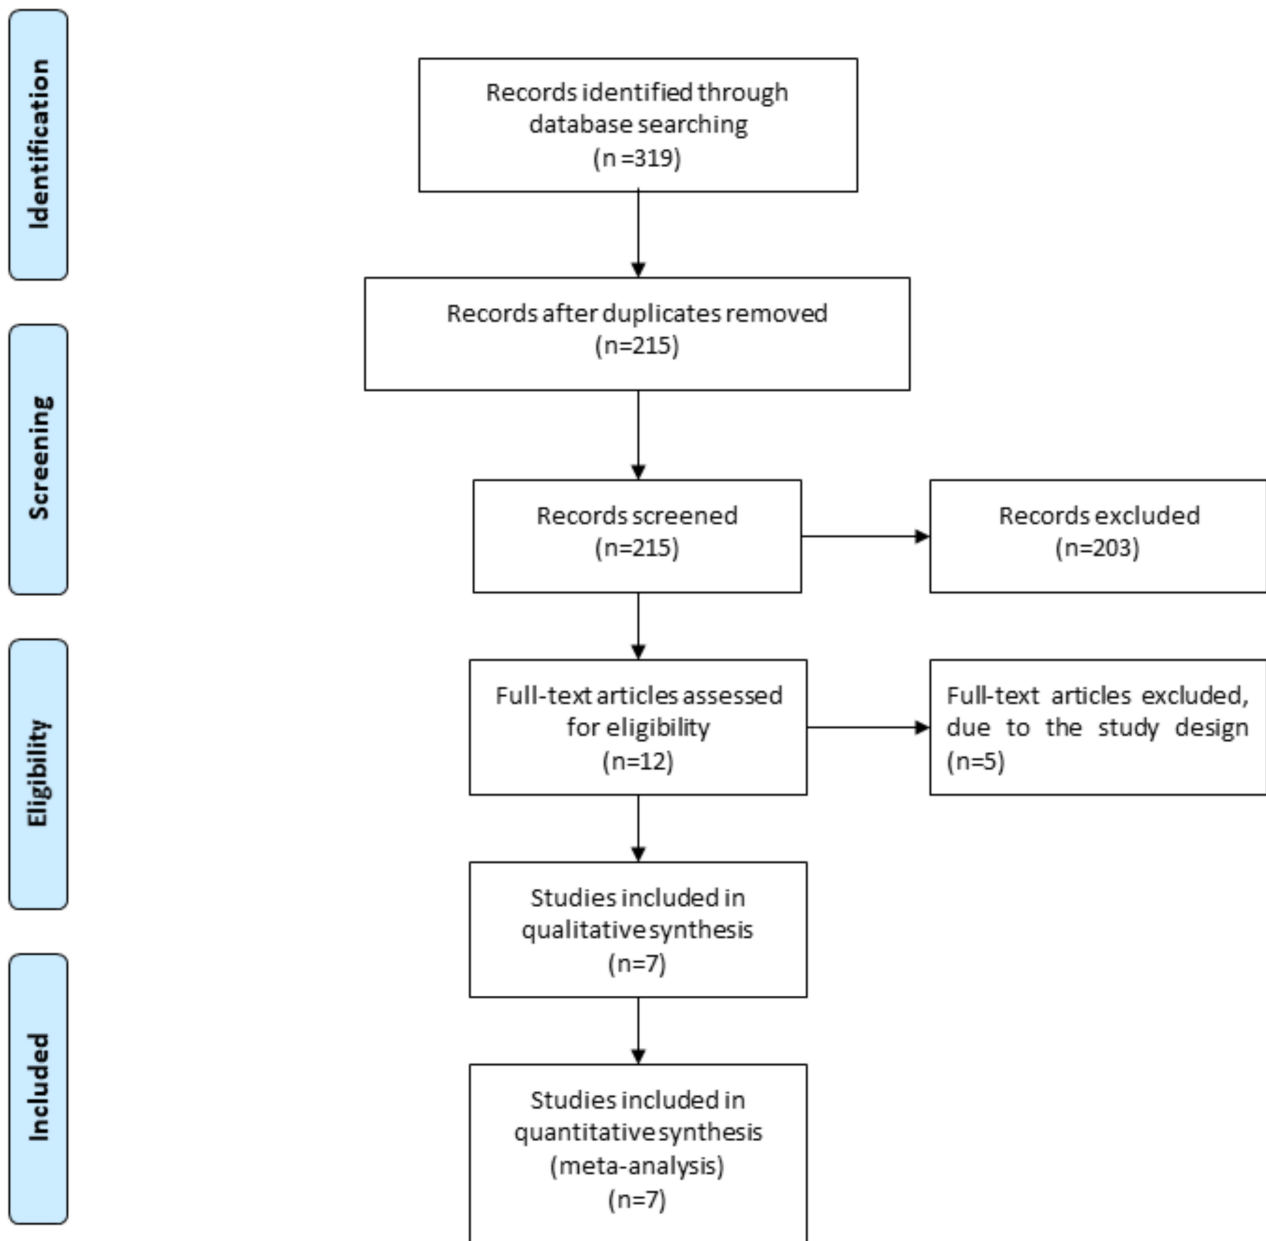 Identification
Records identified through
database searching
(n =319)
Records after duplicates removed
(n=215)
Screening
Records screened
(n=215)
Records excluded
(n=203)
Eligibility
Full-text articles assessed
for eligibility
(n=12)
Full-text articles excluded,
due to the study design
(n=5)
Studies included in
qualitative synthesis
(n=7)
Included
Studies included in
quantitative synthesis
(meta-analysis)
(n=7)